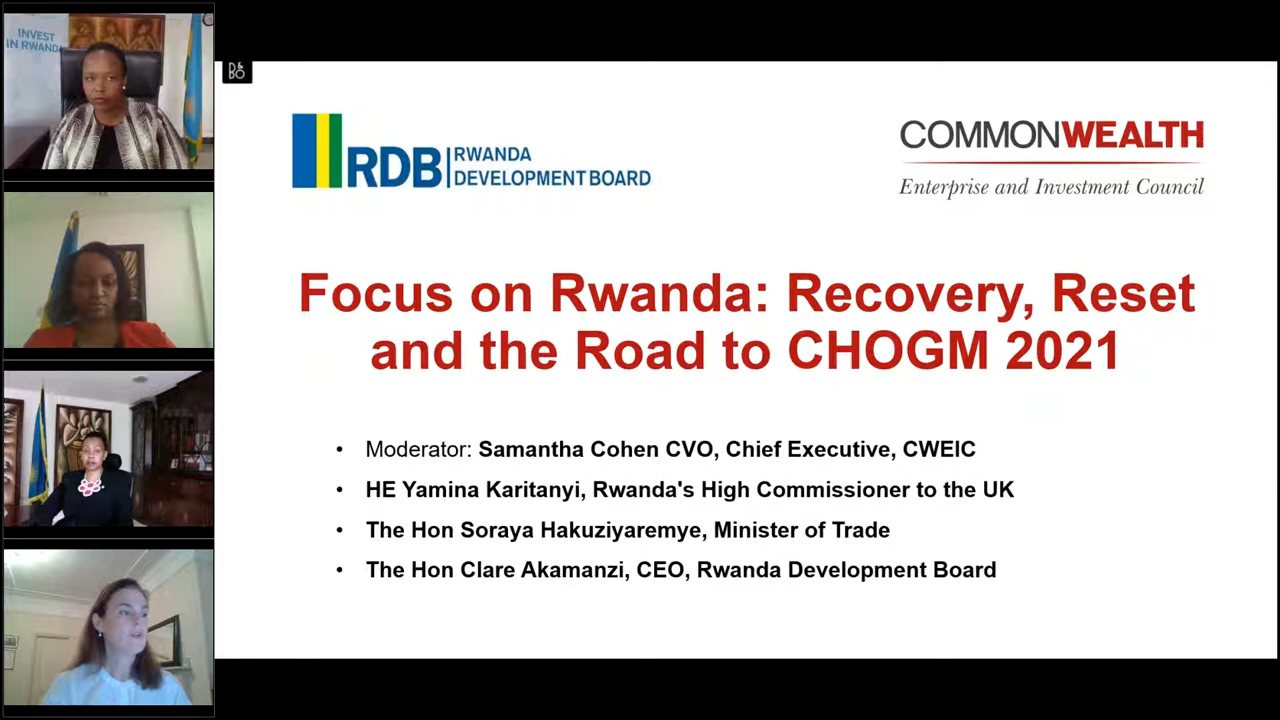 INVEST
IN RWANDA
D&
BO
RDB
RWANDA
DEVELOPMENT BOARD
COMMONWEALTH
Enterprise and Investment Council
Focus on Rwanda: Recovery, Reset
and the Road to CHOGM 2021
• Moderator: Samantha Cohen CVO, Chief Executive, CWEIC
• HE Yamina Karitanyi, Rwanda's High Commissioner to the UK
• The Hon Soraya Hakuziyaremye, Minister of Trade
• The Hon Clare Akamanzi, CEO, Rwanda Development Board